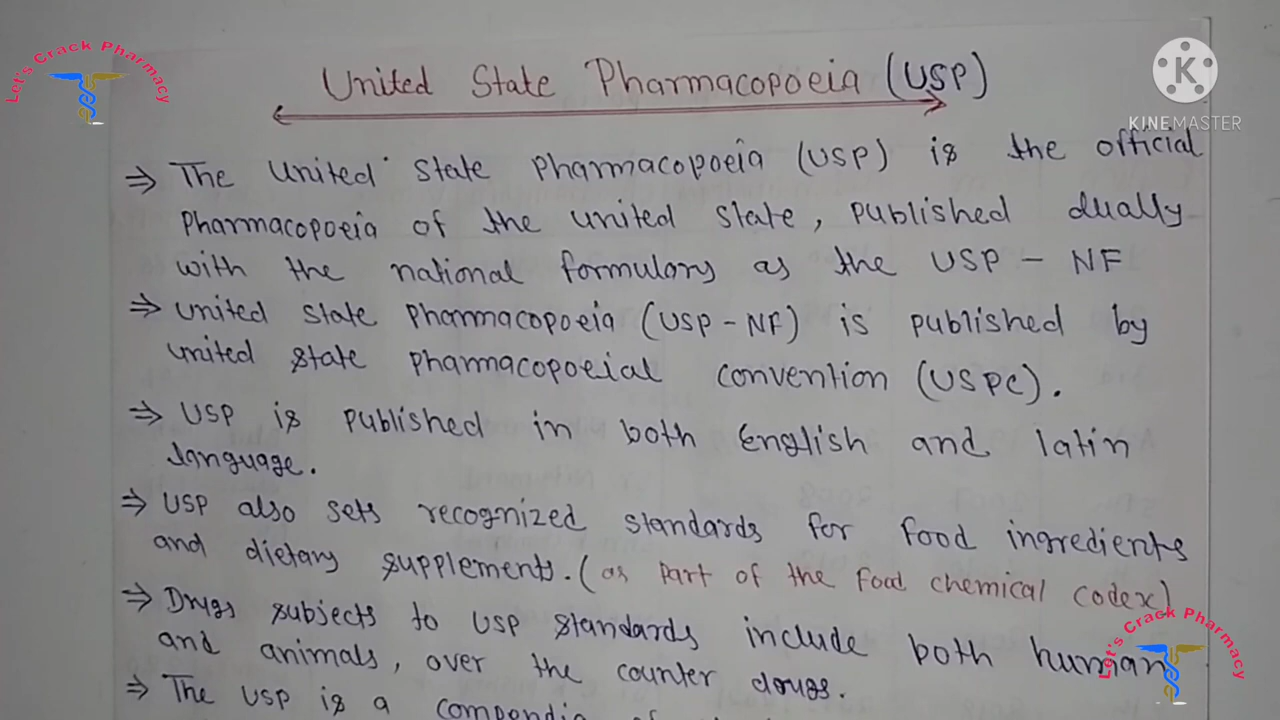 Let's Crack Pharmacy
K
KINEMASTER
United State Pharmacopoeia (USP)
⇒ The United State Pharmacopoeia (USP) is the official
Pharmacopoeia of the united state, published dually
with the national formulary as the USP - NF
⇒ united state Pharmacopoeia (USP-NF) is published by
united state pharmacopoeial convention (USPC).
⇒ USP is published in both English and latin
language.
⇒ USP also sets recognized standards for food ingredients
and dietary supplements. (as part of the food chemical codex)
⇒ Drugs subjects to USP standards include both human
and animals, over the counter drugs.
⇒ The USP is a compendia of
Let's Crack Pharmacy